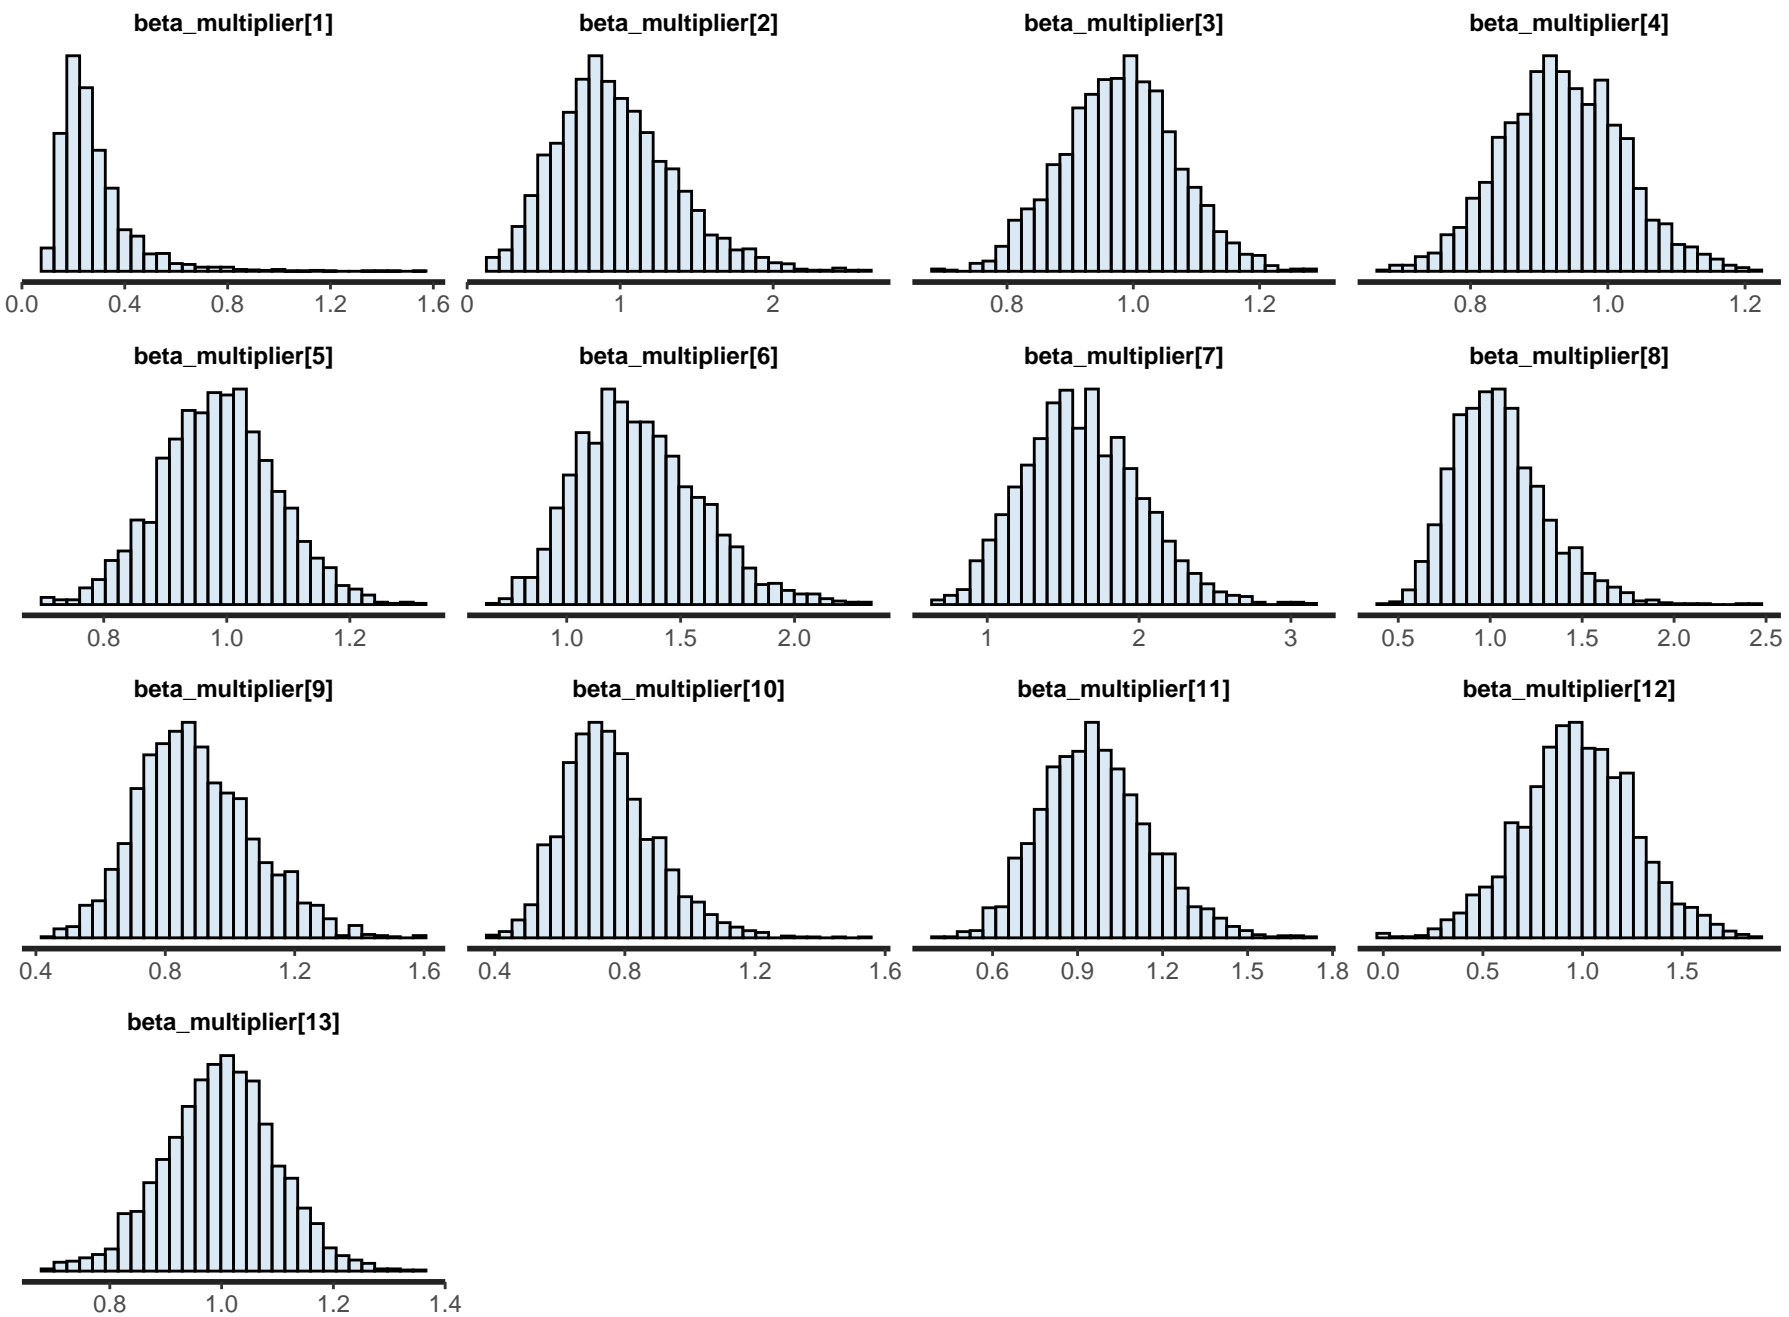 beta_multiplier[1] beta_multiplier[2] beta_multiplier[3] beta_multiplier[4]
0.0 0.4 0.8 1.2 1.6 0 1 2 0.8 1.0 1.2 0.8 1.0 1.2
beta_multiplier[5] beta_multiplier[6] beta_multiplier[7] beta_multiplier[8]
0.8 1.0 1.2 1.0 1.5 2.0 1 2 3 0.5 1.0 1.5 2.0 2.5
beta_multiplier[9] beta_multiplier[10] beta_multiplier[11] beta_multiplier[12]
0.4 0.8 1.2 1.6 0.4 0.8 1.2 1.6 0.6 0.9 1.2 1.5 1.8 0.0 0.5 1.0 1.5
beta_multiplier[13]
0.8 1.0 1.2 1.4